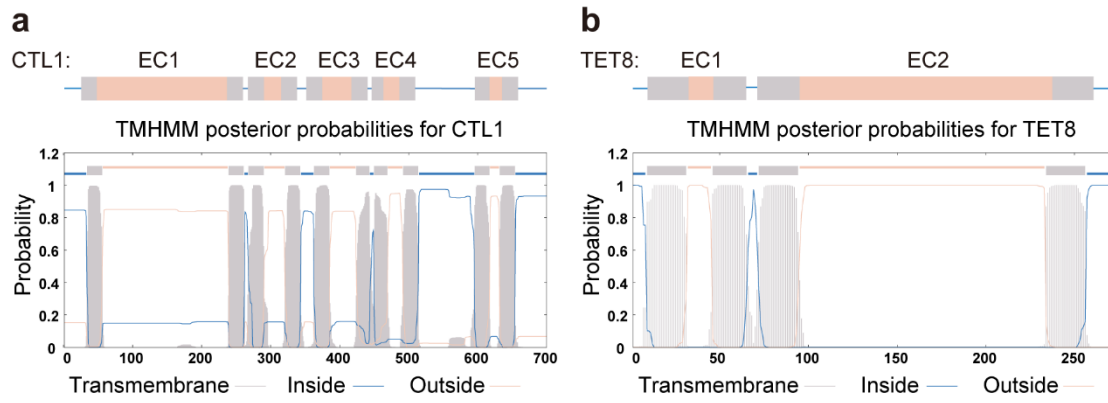 a
CTL1: EC1 EC2 EC3 EC4 EC5
TMHMM posterior probabilities for CTL1
1.2
1
0.8
0.6
0.4
0.2
0
Probability
0 100 200 300 400 500 600 700
Transmembrane Inside Outside
b
TET8: EC1 EC2
TMHMM posterior probabilities for TET8
1.2
1
0.8
0.6
0.4
0.2
0
Probability
0 50 100 150 200 250
Transmembrane Inside Outside